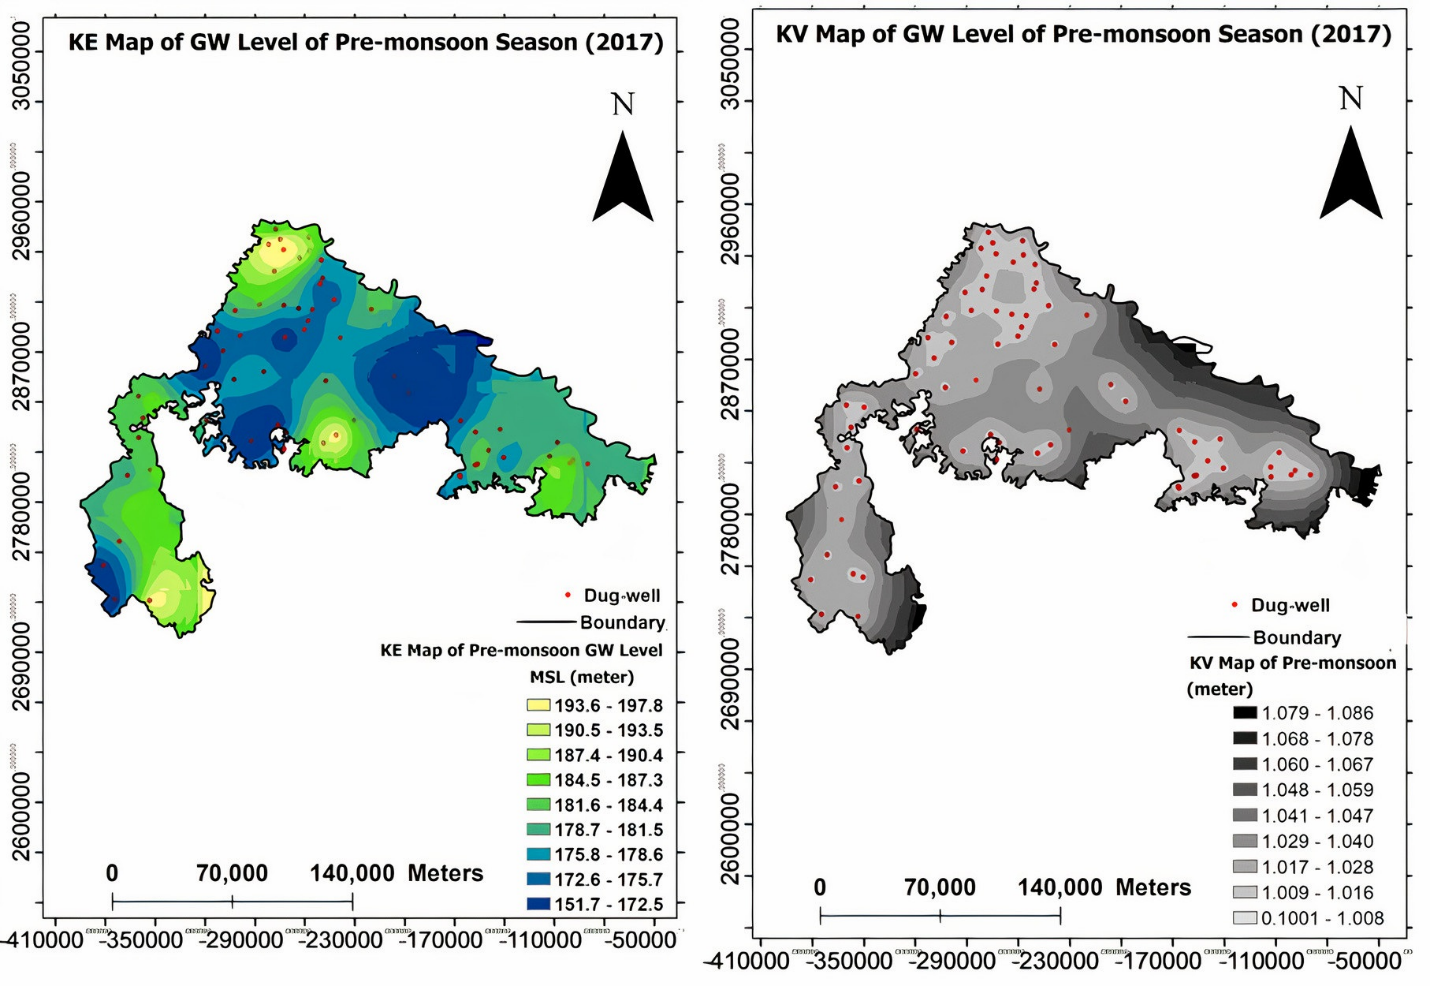 KE Map of GW Level of Pre-monsoon Season (2017)
N
3050000
2960000
2870000
2780000
2690000
2600000
Dug-well
Boundary
KE Map of Pre-monsoon GW Level
MSL (meter)
193.6 - 197.8
190.5 - 193.5
187.4 - 190.4
184.5 - 187.3
181.6 - 184.4
178.7 - 181.5
175.8 - 178.6
172.6 - 175.7
151.7 - 172.5
0 70,000 140,000 Meters
-410000 -350000 -290000 -230000 -170000 -110000 -50000
KV Map of GW Level of Pre-monsoon Season (2017)
N
3050000
2960000
2870000
2780000
2690000
2600000
Dug-well
Boundary
KV Map of Pre-monsoon
(meter)
1.079 - 1.086
1.068 - 1.078
1.060 - 1.067
1.048 - 1.059
1.041 - 1.047
1.029 - 1.040
1.017 - 1.028
1.009 - 1.016
0.1001 - 1.008
0 70,000 140,000 Meters
-410000 -350000 -290000 -230000 -170000 -110000 -50000